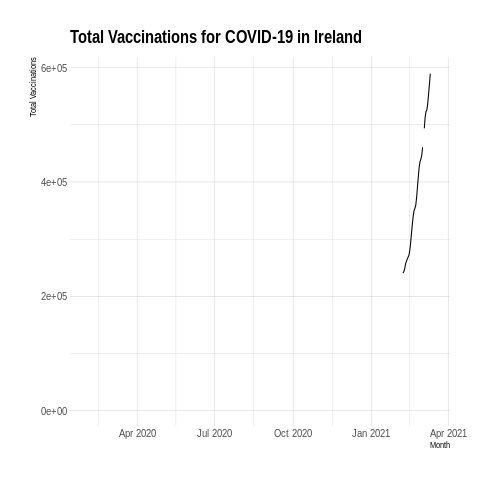 Total Vaccinations for COVID-19 in Ireland
Total Vaccinations
6e+05
4e+05
2e+05
0e+00
Apr 2020 Jul 2020 Oct 2020 Jan 2021 Apr 2021
Month